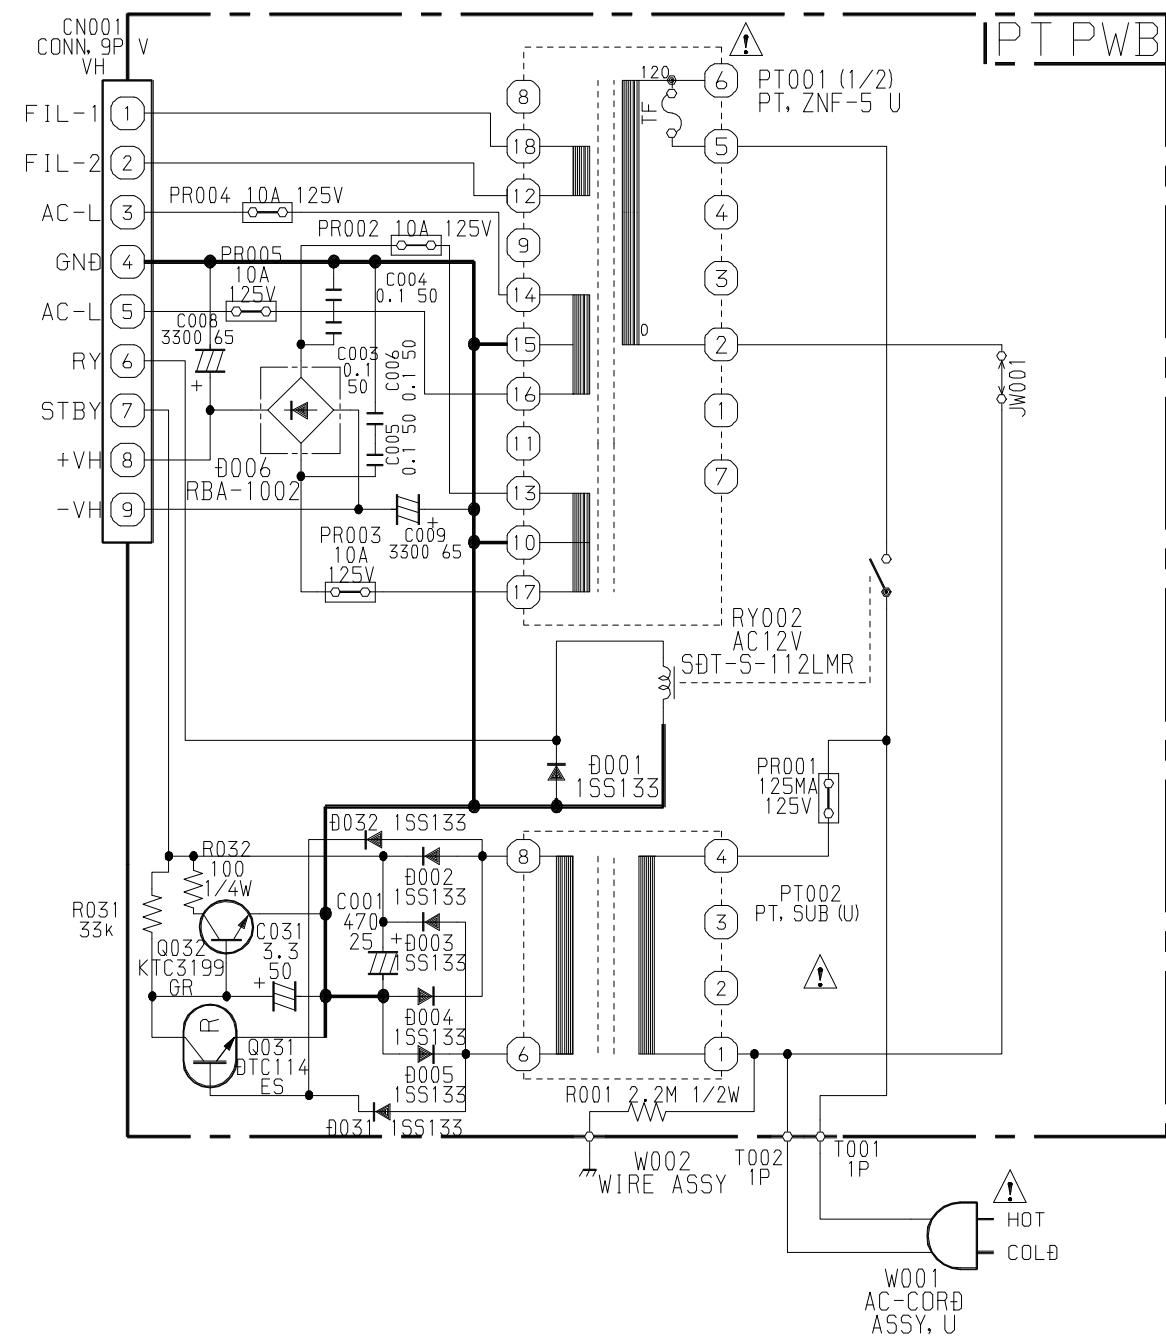 CN001
CONN, 9P V
VH
PT PWB
FIL-1
1
FIL-2
2
AC-L
3
GND
4
AC-L
5
RY
6
STBY
7
+VH
8
-VH
9
PR004 10A 125V
PR002 10A 125V
PR005
10A
125V
C004
0.1 50
C008
3300 65
+
C003
0.1
50
C006
0.1 50
C005
0.1 50
D006
RBA-1002
C009
3300 65
+
PR003
10A
125V
8
18
12
9
14
15
16
11
13
10
17
120
TF
0
6
5
4
3
2
1
7
!
PT001 (1/2)
PT, ZNF-5 U
JW001
RY002
AC12V
SDT-S-112LMR
D001
1SS133
PR001
125MA
125V
D032 1SS133
R032
100
1/4W
D002
1SS133
C001
470
25
+
D003
1SS133
R031
33k
Q032
KTC3199
GR
C031
3.3
50
+
D004
1SS133
R
Q031
DTC114
ES
D005
1SS133
D031 1SS133
8
6
4
3
2
1
PT002
PT, SUB (U)
!
R001 2.2M 1/2W
W002
WIRE ASSY
T002
1P
T001
1P
!
HOT
COLD
W001
AC-CORD
ASSY, U